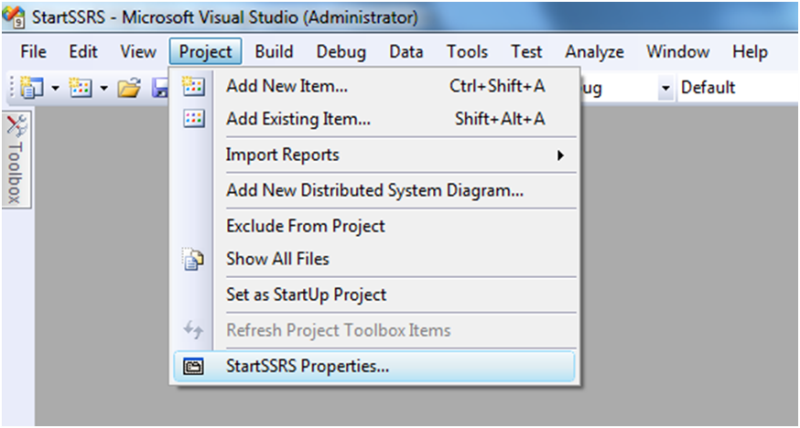 StartSSRS - Microsoft Visual Studio (Administrator)
File Edit View Project Build Debug Data Tools Test Analyze Window Help
ug Default
Add New Item... Ctrl+Shift+A
Add Existing Item... Shift+Alt+A
Import Reports
Add New Distributed System Diagram...
Exclude From Project
Show All Files
Set as StartUp Project
Refresh Project Toolbox Items
StartSSRS Properties...
Toolbox